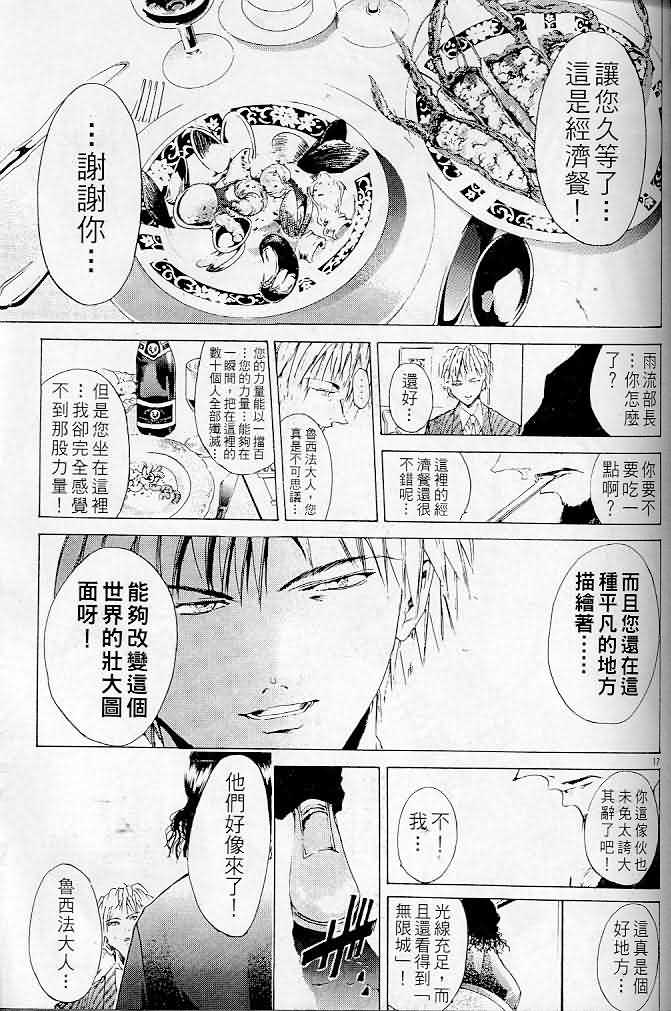 讓您久等了…
這是經濟餐！
…
謝謝你…
雨流部長
…你怎麼
了？
還好…
你要不
要吃一
點啊？
這裡的經
濟餐還很
不錯呢…
魯西法大人，您
真是不可思議…
您的力量能以一擋百
…您的力量…能夠在
一瞬間，把在這裡的
數十個人全部殲滅…
但是您坐在這裡
…我卻完全感覺
不到那股力量！
而且您還在這
種平凡的地方
描繪著……
能夠改變這個
世界的壯大圖
面呀！
17
你這傢伙也
未免太誇大
其辭了吧！
不！
我…
這真是個
好地方…
光線充足，而
且還看得到「
無限城」！
他們好像來了！
魯西法大人…